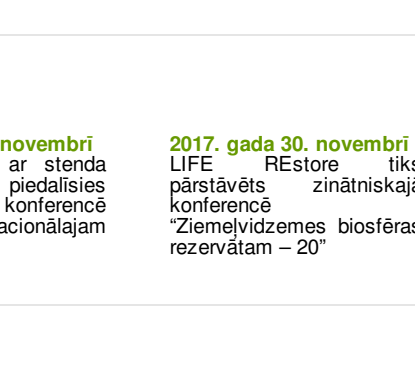 novembrī
ar stenda
piedalīsies
konferencē
acionālajam
2017. gada 30. novembrī
LIFE REstore tiks
pārstāvēts zinātniskajā
konferencē
“Ziemeļvidzemes biosfēras
rezervātam – 20”